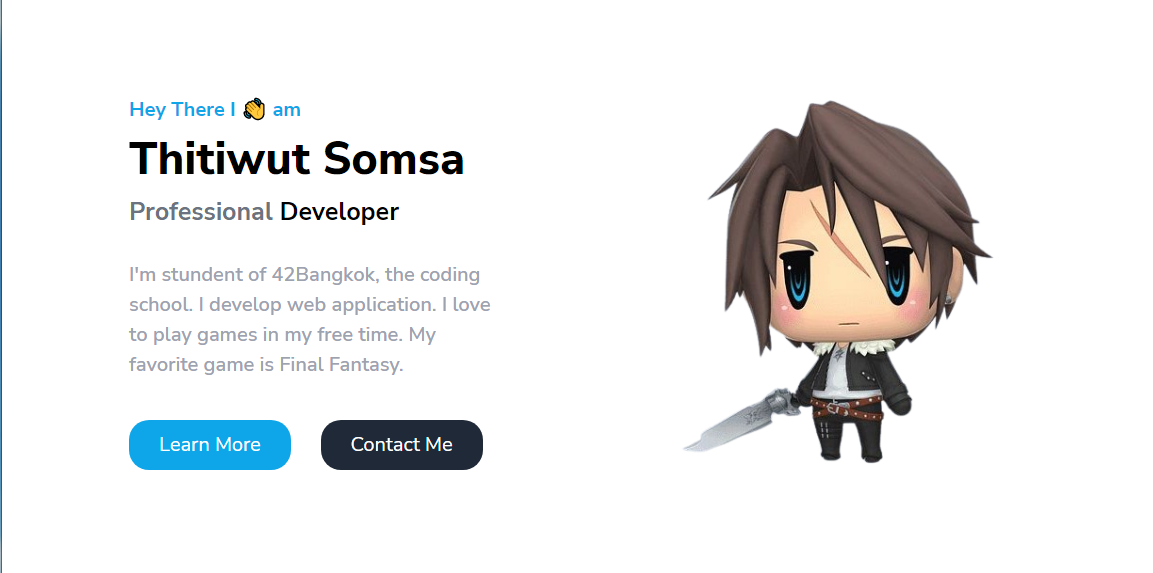 Hey There I 👋 am
Thitiwut Somsa
Professional Developer
I'm stundent of 42Bangkok, the coding
school. I develop web application. I love
to play games in my free time. My
favorite game is Final Fantasy.
Learn More
Contact Me